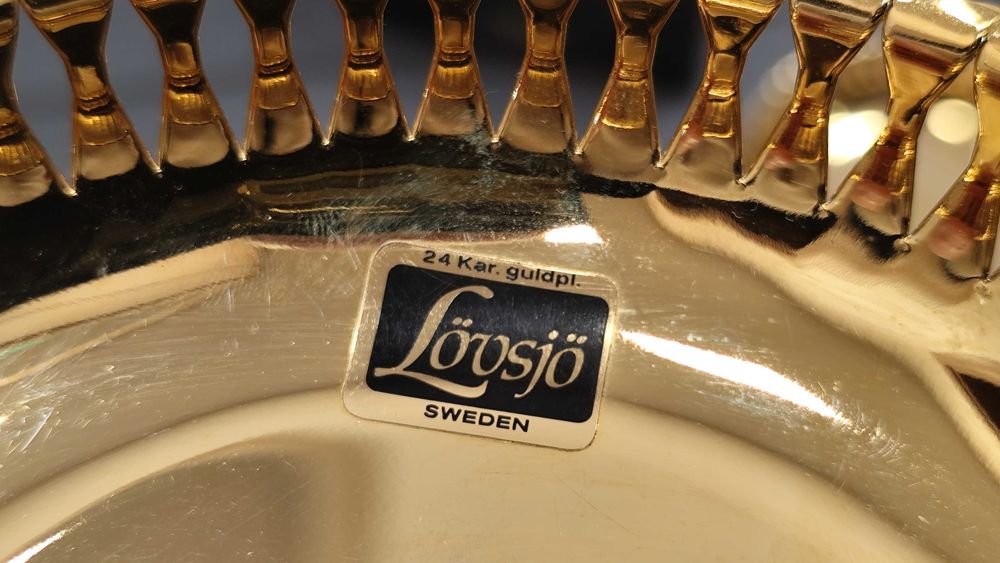 24 Kar. guldpl.
Lövsjö
SWEDEN